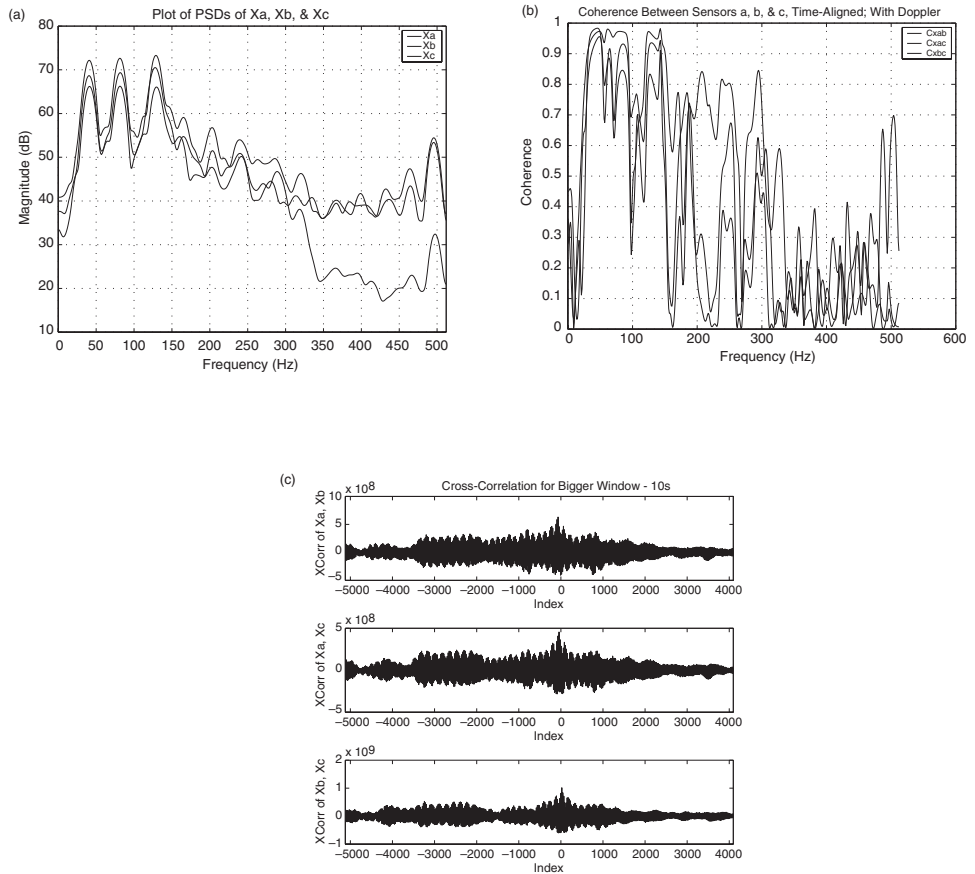 (a)
Plot of PSDs of Xa, Xb, & Xc
80
70
60
50
40
30
20
10
Magnitude (dB)
Xa
Xb
Xc
0 50 100 150 200 250 300 350 400 450 500
Frequency (Hz)
(b)
Coherence Between Sensors a, b, & c, Time-Aligned; With Doppler
1
0.9
0.8
0.7
0.6
0.5
0.4
0.3
0.2
0.1
0
Coherence
Cxab
Cxac
Cxbc
0 100 200 300 400 500 600
Frequency (Hz)
(c)
Cross-Correlation for Bigger Window - 10s
10 x 10^8
5
0
−5
XCorr of Xa, Xb
−5000 −4000 −3000 −2000 −1000 0 1000 2000 3000 4000
Index
5 x 10^8
0
−5
XCorr of Xa, Xc
−5000 −4000 −3000 −2000 −1000 0 1000 2000 3000 4000
Index
2 x 10^9
1
0
−1
XCorr of Xb, Xc
−5000 −4000 −3000 −2000 −1000 0 1000 2000 3000 4000
Index